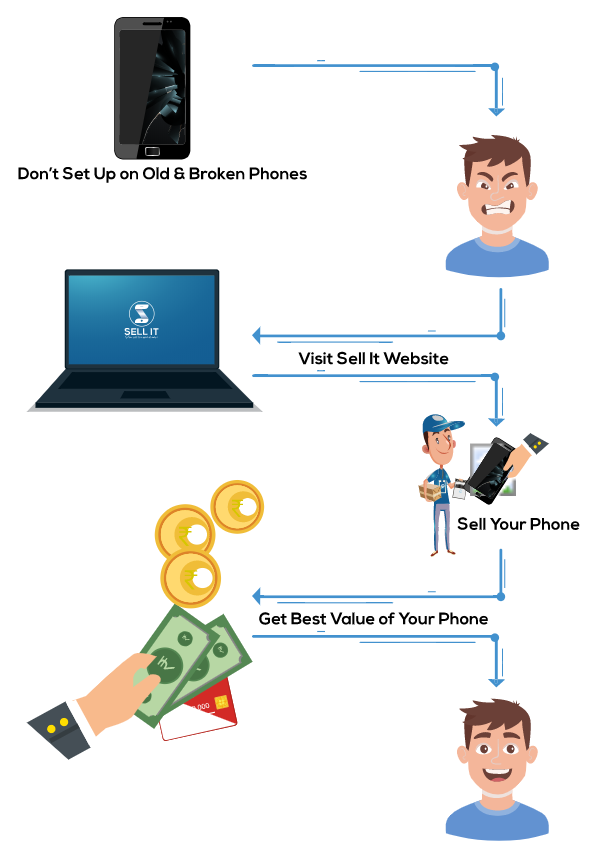 Don't Set Up on Old & Broken Phones
SELL IT
Visit Sell It Website
Sell Your Phone
Get Best Value of Your Phone
₹
₹
₹